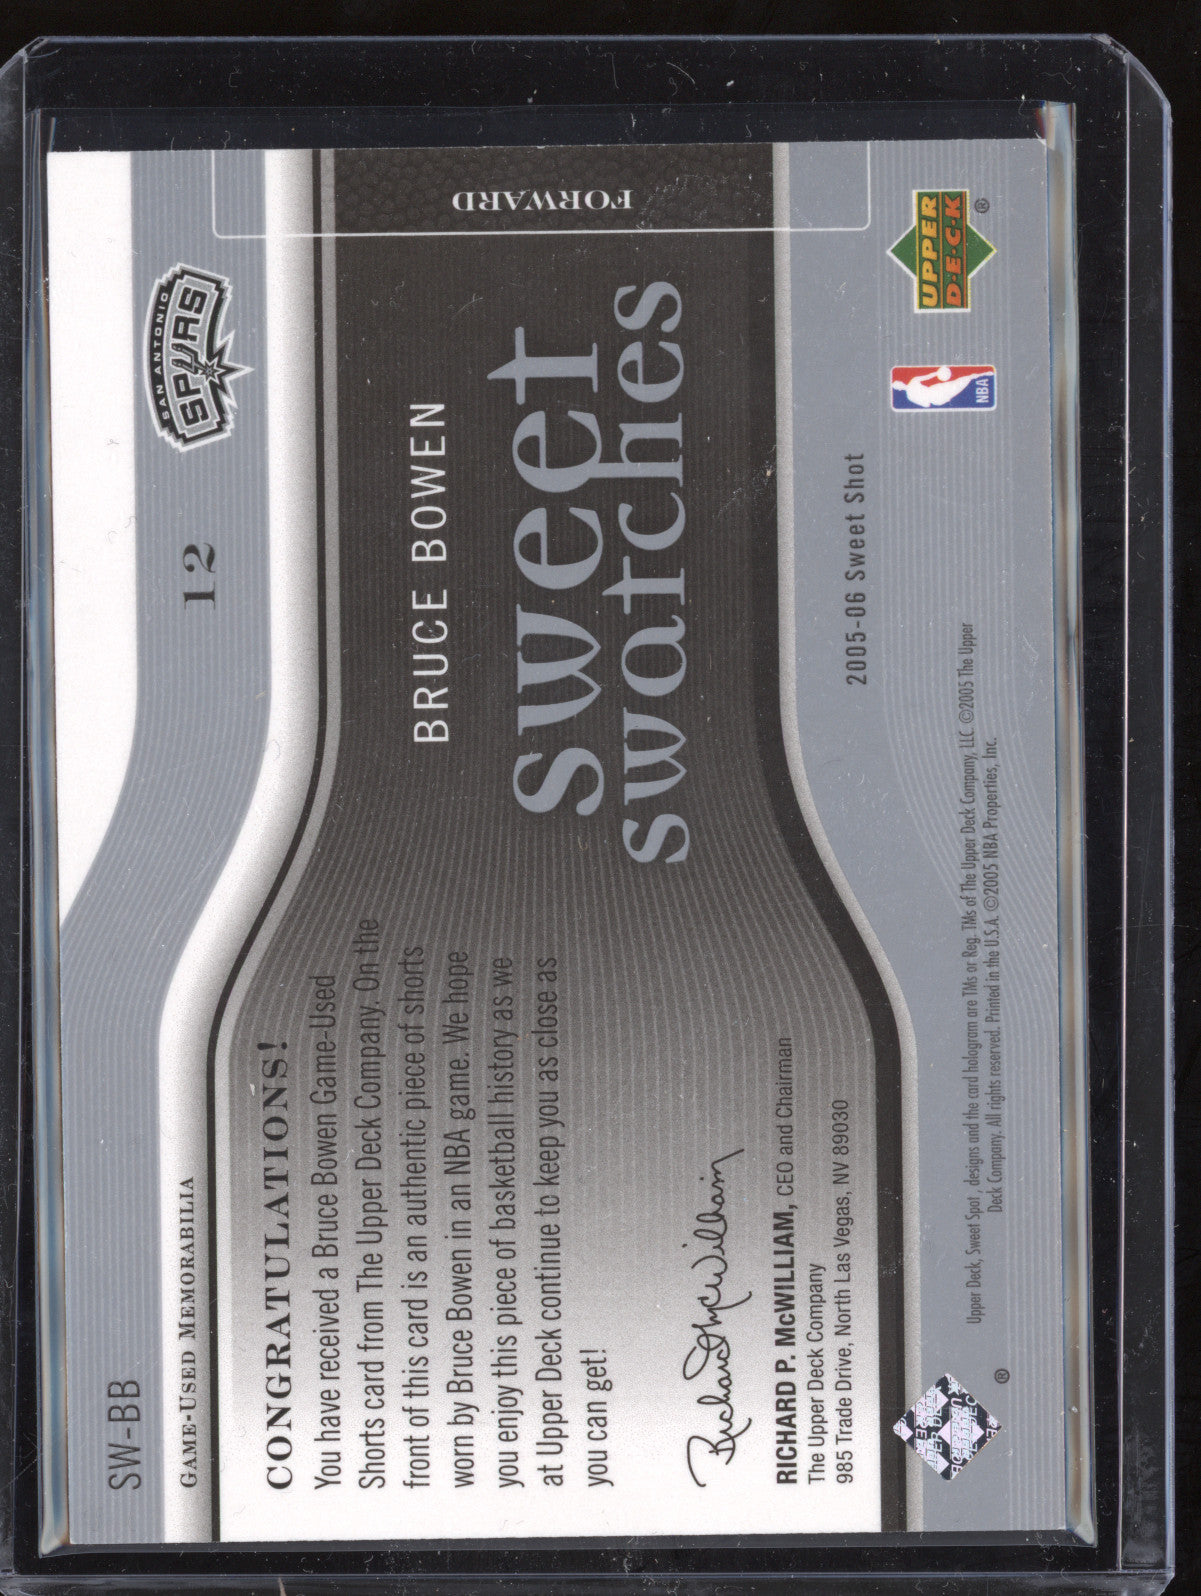 SW-BB
GAME-USED MEMORABILIA
CONGRATULATIONS!
You have received a Bruce Bowen Game-Used
Shorts card from The Upper Deck Company. On the
front of this card is an authentic piece of shorts
worn by Bruce Bowen in an NBA game. We hope
you enjoy this piece of basketball history as we
at Upper Deck continue to keep you as close as
you can get!
Richard P. McWilliam
RICHARD P. McWILLIAM, CEO and Chairman
The Upper Deck Company
985 Trade Drive, North Las Vegas, NV 89030
12
SAN ANTONIO
SPURS
BRUCE BOWEN
sweet
swatches
FORWARD
2005-06 Sweet Shot
NBA
UPPER
D·E·C·K
®
Upper Deck, Sweet Spot, designs and the card hologram are TMs or Reg. TMs of The Upper Deck Company, LLC ©2005 The Upper
Deck Company. All rights reserved. Printed in the U.S.A. ©2005 NBA Properties, Inc.
®